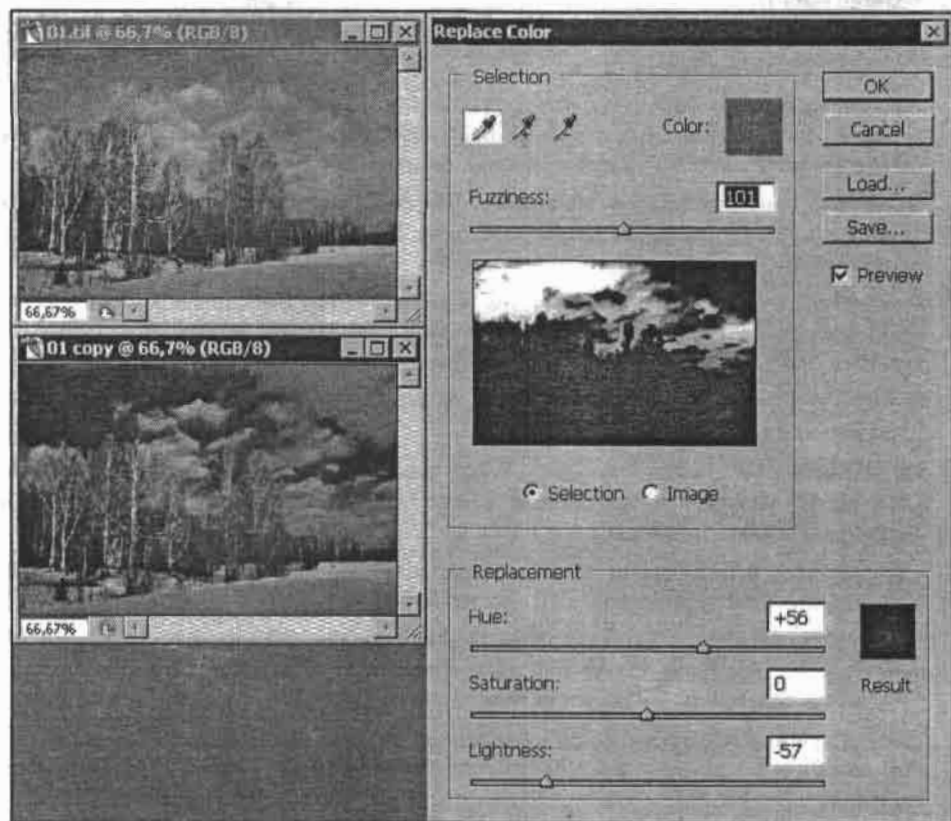 01.tif @ 66,7% (RGB/8)
66,67%
01 copy @ 66,7% (RGB/8)
66,67%
Replace Color
Selection
Color:
Fuzziness:
101
Selection
Image
OK
Cancel
Load...
Save...
Preview
Replacement
Hue:
+56
Saturation:
0
Lightness:
-57
Result